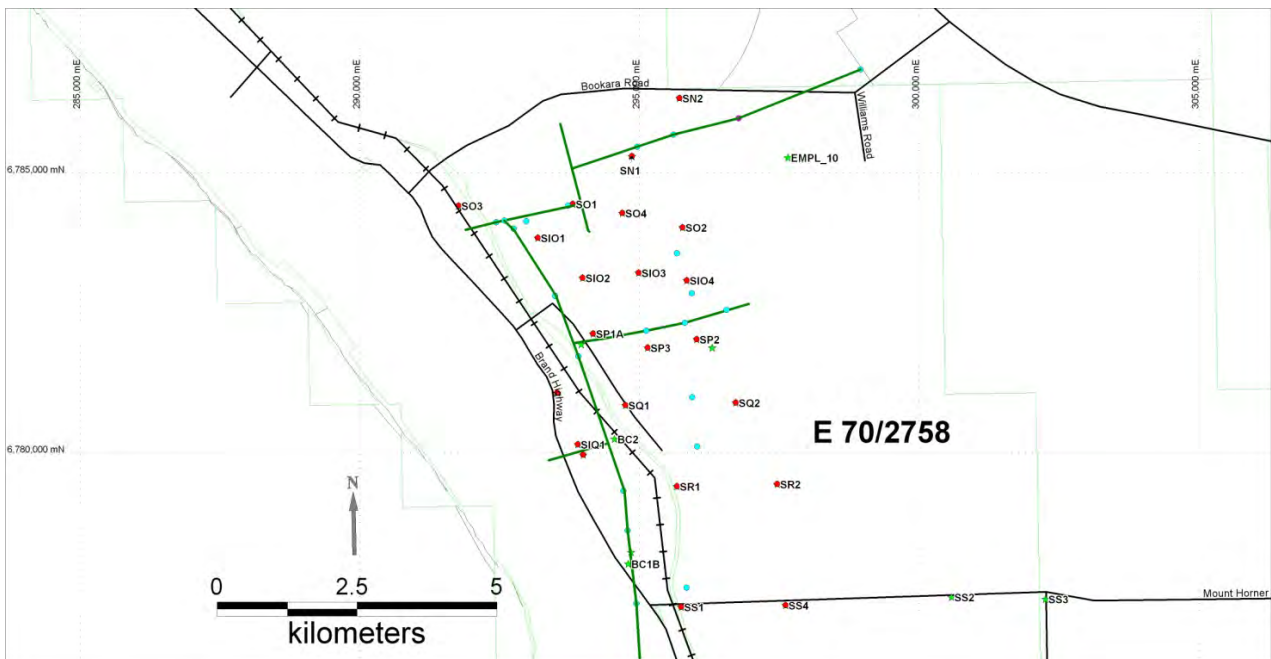 285,000 mE
290,000 mE
295,000 mE
300,000 mE
305,000 mE
Bookara Road
SN2
Williams Road
EMPL_10
SN1
6,785,000 mN
SO3
SO1
SO4
SO2
SIO1
SIO2
SIO3
SIO4
SP1A
SP3
SP2
Brand Highway
SQ1
SQ2
E 70/2758
BC2
SIQ1
6,780,000 mN
SR1
SR2
N
BC1B
0 2.5 5
kilometers
SS1
SS4
SS2
SS3
Mount Horner